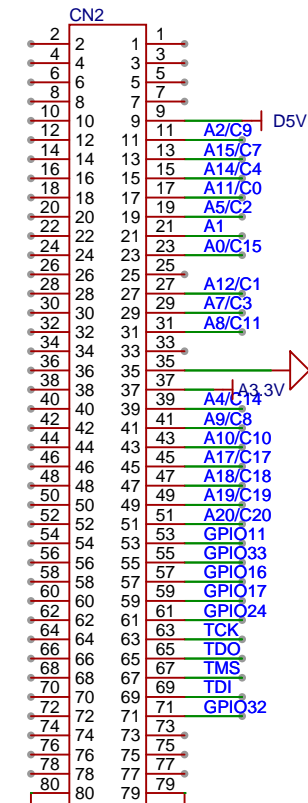 CN2
2 2 1 1
4 4 3 3
6 6 5 5
8 8 7 7
10 10 9 9 D5V
12 12 11 11 A2/C9
14 14 13 13 A15/C7
16 16 15 15 A14/C4
18 18 17 17 A11/C0
20 20 19 19 A5/C2
22 22 21 21 A1
24 24 23 23 A0/C15
26 26 25 25
28 28 27 27 A12/C1
30 30 29 29 A7/C3
32 32 31 31 A8/C11
34 34 33 33
36 36 35 35
38 38 37 37 A3.3V
40 40 39 39 A4/C14
42 42 41 41 A9/C8
44 44 43 43 A10/C10
46 46 45 45 A17/C17
48 48 47 47 A18/C18
50 50 49 49 A19/C19
52 52 51 51 A20/C20
54 54 53 53 GPIO11
56 56 55 55 GPIO33
58 58 57 57 GPIO16
60 60 59 59 GPIO17
62 62 61 61 GPIO24
64 64 63 63 TCK
66 66 65 65 TDO
68 68 67 67 TMS
70 70 69 69 TDI
72 72 71 71 GPIO32
74 74 73 73
76 76 75 75
78 78 77 77
80 80 79 79